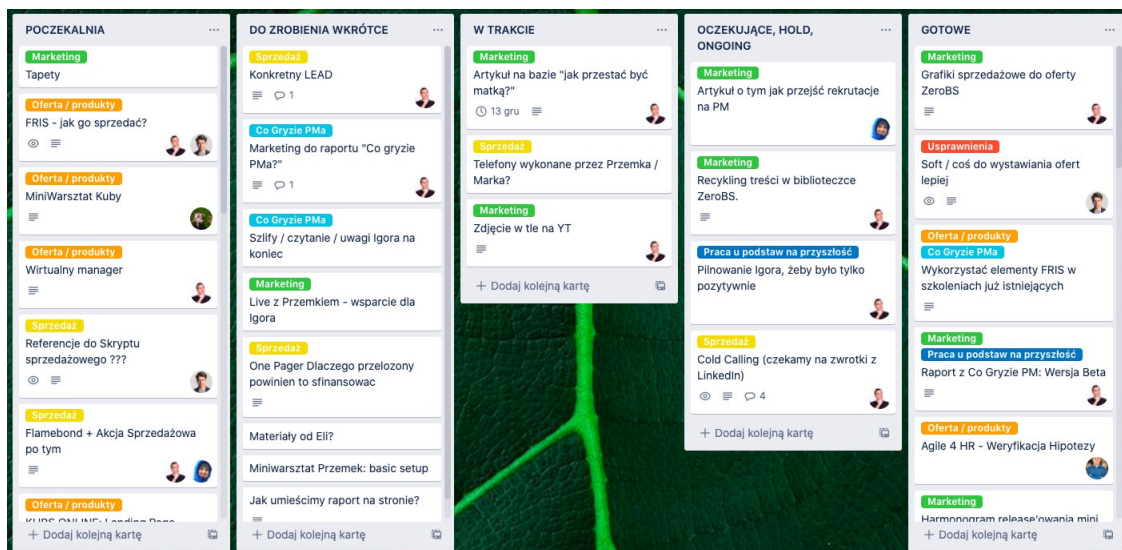 POCZEKALNIA
Marketing
Tapety
Oferta / produkty
FRIS - jak go sprzedać?
Oferta / produkty
MiniWarsztat Kuby
Oferta / produkty
Wirtualny manager
Sprzedaż
Referencje do Skryptu
sprzedażowego ???
Sprzedaż
Flamebond + Akcja Sprzedażowa
po tym
Oferta / produkty
KURS ONLINE: Landing Page
+ Dodaj kolejną kartę
DO ZROBIENIA WKRÓTCE
Sprzedaż
Konkretny LEAD
1
Co Gryzie PMa
Marketing do raportu "Co gryzie
PMa?"
1
Co Gryzie PMa
Szlify / czytanie / uwagi Igora na
koniec
Marketing
Live z Przemkiem - wsparcie dla
Igora
Sprzedaż
One Pager Dlaczego przelozony
powinien to sfinansowac
Materiały od Eli?
Miniwarsztat Przemek: basic setup
Jak umieścimy raport na stronie?
+ Dodaj kolejną kartę
W TRAKCIE
Marketing
Artykuł na bazie "jak przestać być
matką?"
13 gru
Sprzedaż
Telefony wykonane przez Przemka /
Marka?
Marketing
Zdjęcie w tle na YT
+ Dodaj kolejną kartę
OCZEKUJĄCE, HOLD,
ONGOING
Marketing
Artykuł o tym jak przejść rekrutacje
na PM
Marketing
Recykling treści w biblioteczce
ZeroBS.
Praca u podstaw na przyszłość
Pilnowanie Igora, żeby było tylko
pozytywnie
Sprzedaż
Cold Calling (czekamy na zwrotki z
LinkedIn)
4
+ Dodaj kolejną kartę
GOTOWE
Marketing
Grafiki sprzedażowe do oferty
ZeroBS
Usprawnienia
Soft / coś do wystawiania ofert
lepiej
Oferta / produkty
Co Gryzie PMa
Wykorzystać elementy FRIS w
szkoleniach już istniejących
Marketing
Praca u podstaw na przyszłość
Raport z Co Gryzie PM: Wersja Beta
Oferta / produkty
Agile 4 HR - Weryfikacja Hipotezy
Marketing
Harmonogram release'owania mini
+ Dodaj kolejną kartę